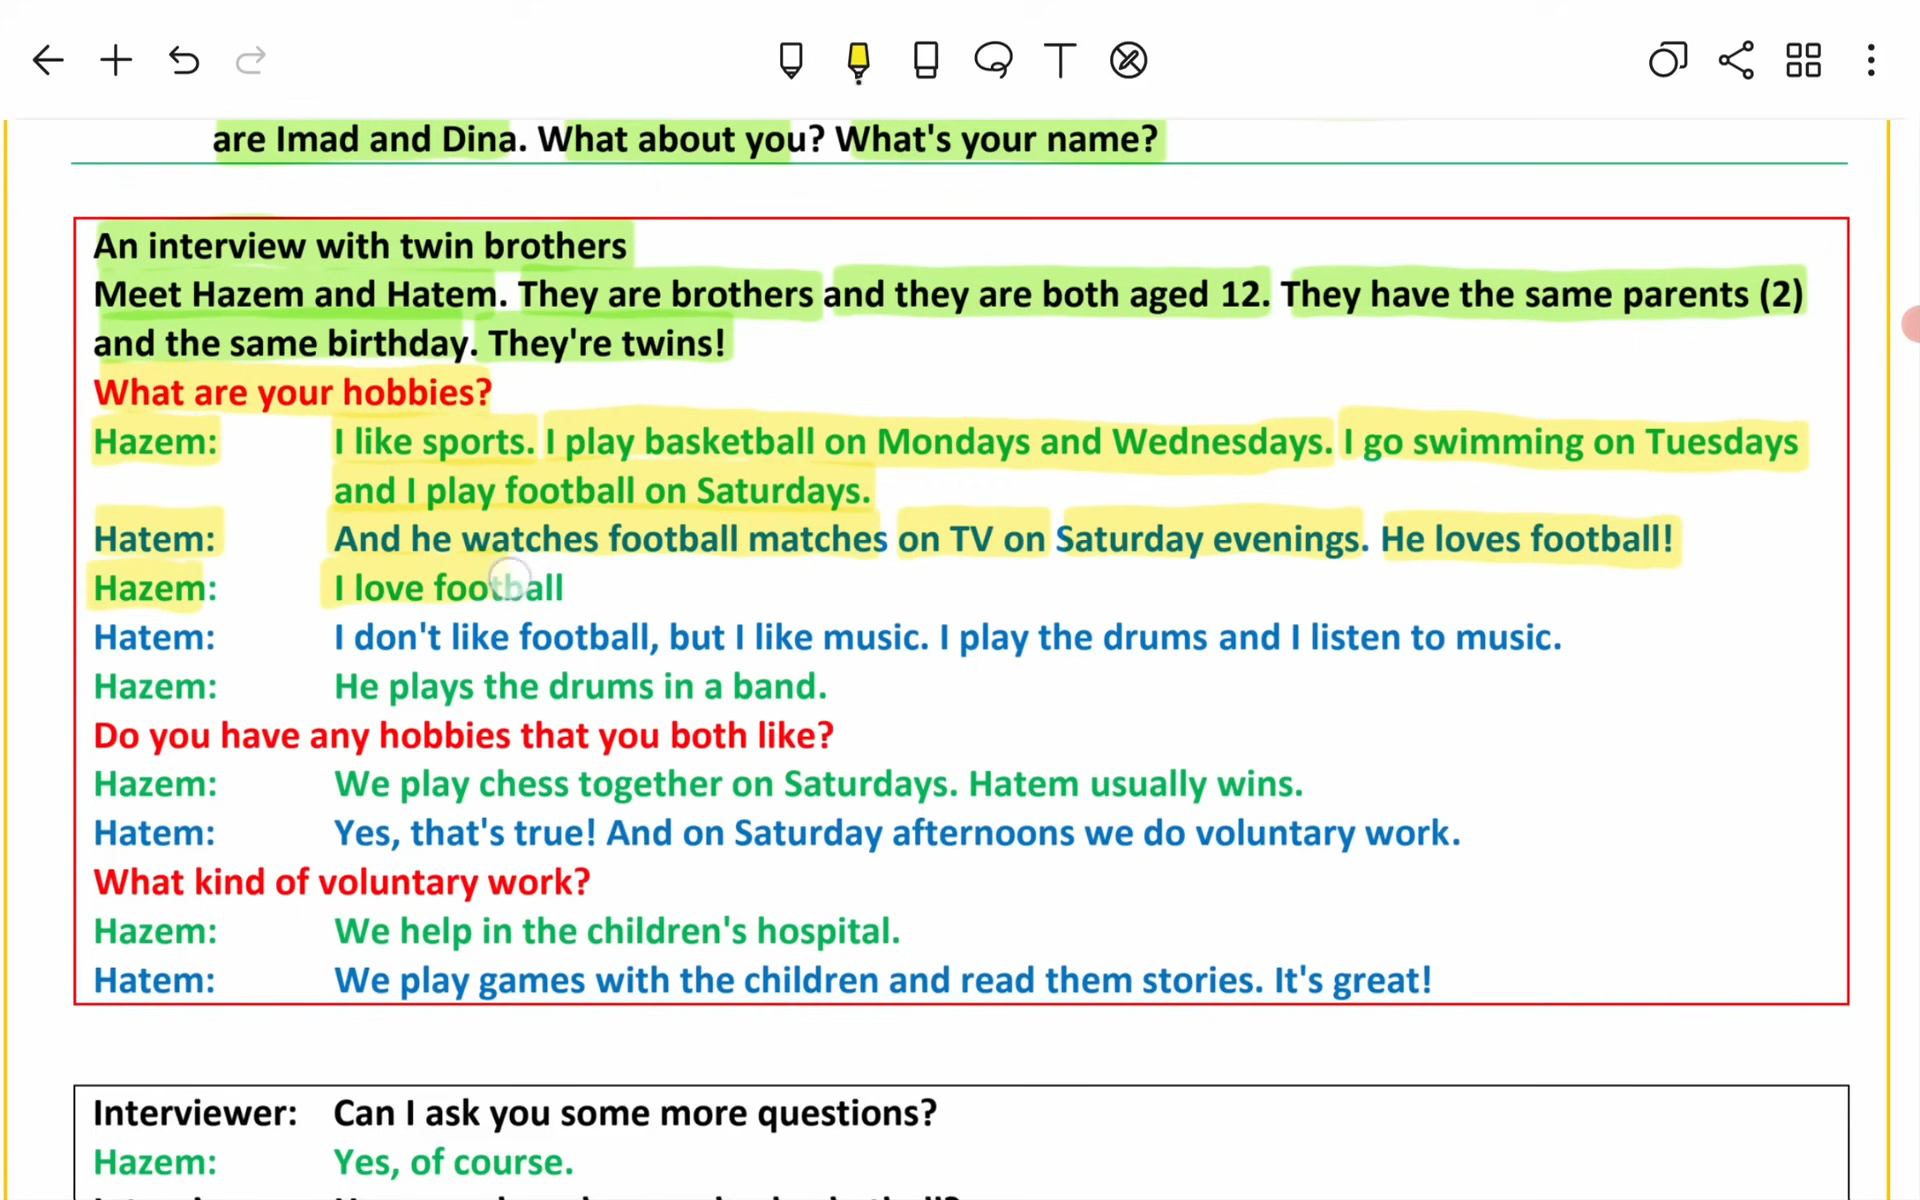 are Imad and Dina. What about you? What's your name?
An interview with twin brothers
Meet Hazem and Hatem. They are brothers and they are both aged 12. They have the same parents (2)
and the same birthday. They're twins!
What are your hobbies?
Hazem: I like sports. I play basketball on Mondays and Wednesdays. I go swimming on Tuesdays
and I play football on Saturdays.
Hatem: And he watches football matches on TV on Saturday evenings. He loves football!
Hazem: I love football
Hatem: I don't like football, but I like music. I play the drums and I listen to music.
Hazem: He plays the drums in a band.
Do you have any hobbies that you both like?
Hazem: We play chess together on Saturdays. Hatem usually wins.
Hatem: Yes, that's true! And on Saturday afternoons we do voluntary work.
What kind of voluntary work?
Hazem: We help in the children's hospital.
Hatem: We play games with the children and read them stories. It's great!
Interviewer: Can I ask you some more questions?
Hazem: Yes, of course.